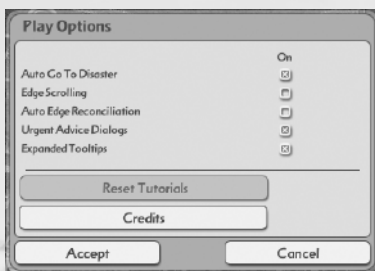 Play Options
On
Auto Go To Disaster
Edge Scrolling
Auto Edge Reconciliation
Urgent Advice Dialogs
Expanded Tooltips
Reset Tutorials
Credits
Accept Cancel